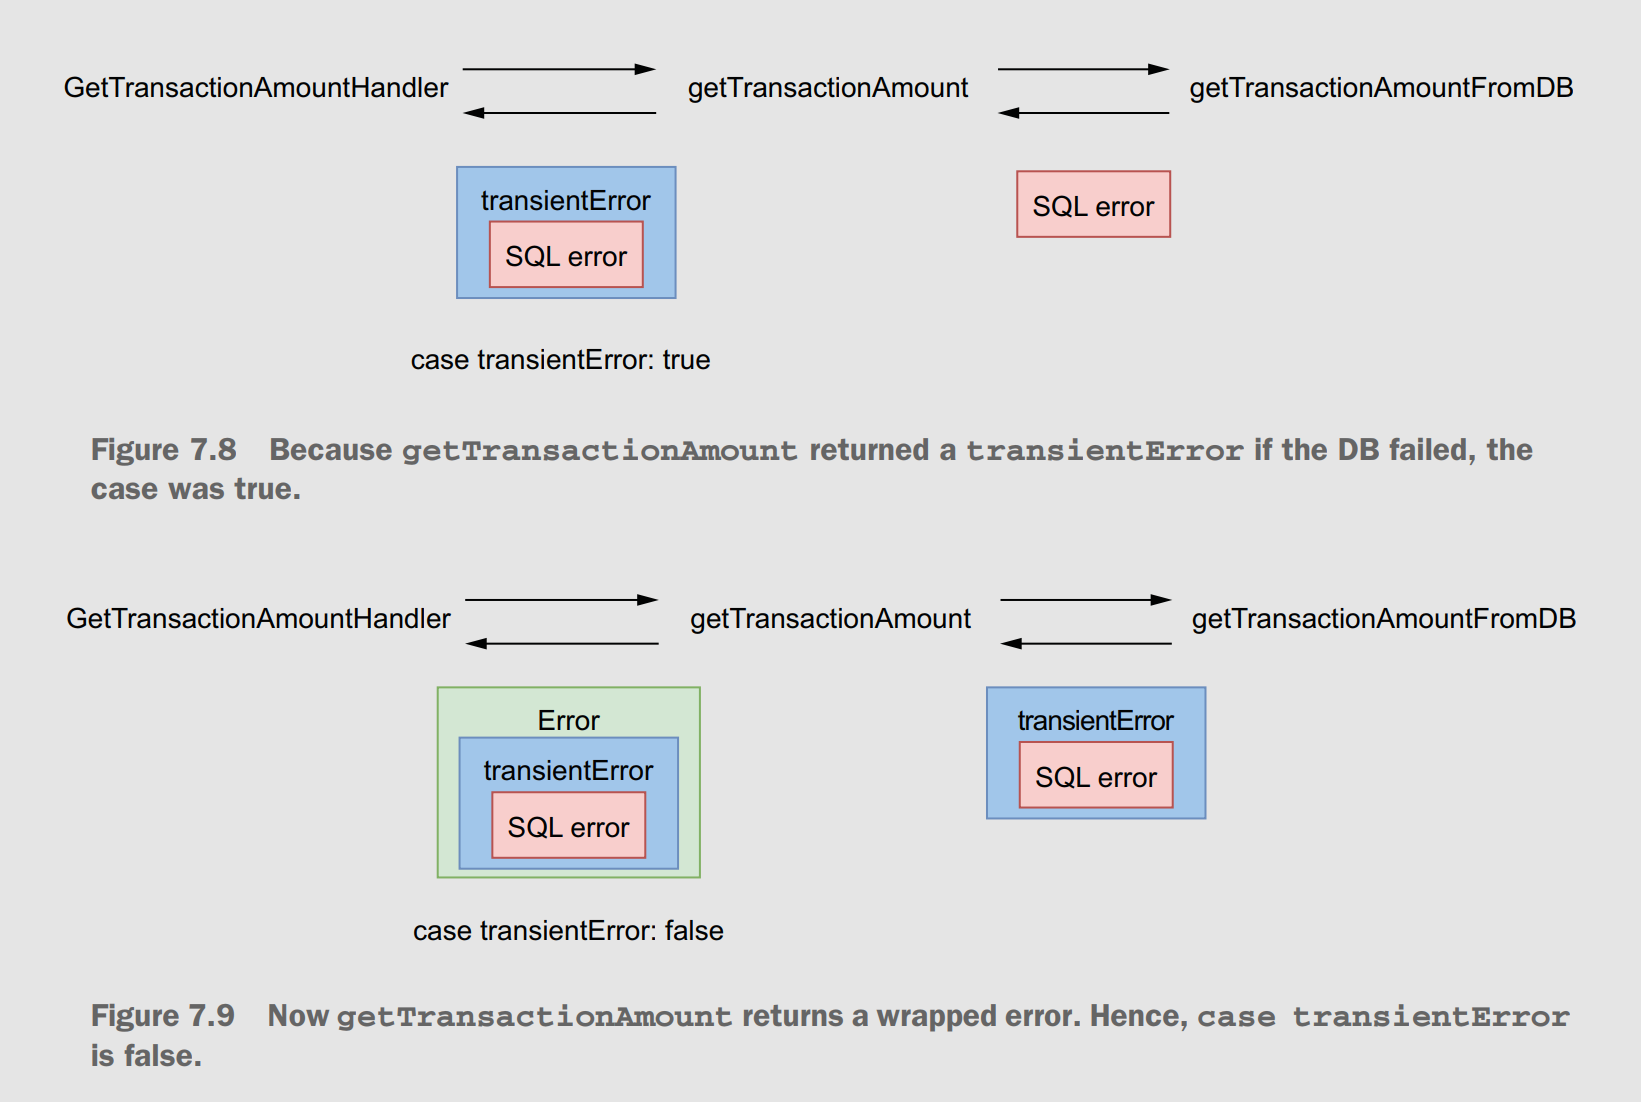 GetTransactionAmountHandler getTransactionAmount getTransactionAmountFromDB
transientError
SQL error
SQL error
case transientError: true
Figure 7.8 Because getTransactionAmount returned a transientError if the DB failed, the
case was true.
GetTransactionAmountHandler getTransactionAmount getTransactionAmountFromDB
Error
transientError
SQL error
transientError
SQL error
case transientError: false
Figure 7.9 Now getTransactionAmount returns a wrapped error. Hence, case transientError
is false.